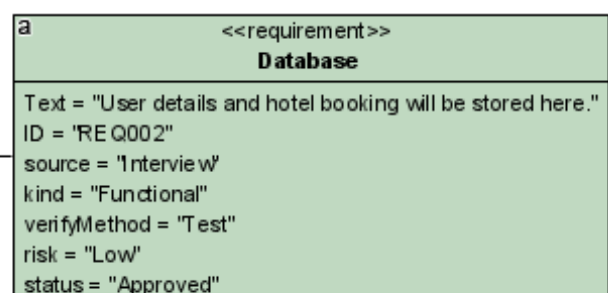 a
<<requirement>>
Database
Text = "User details and hotel booking will be stored here."
ID = "REQ002"
source = "Interview"
kind = "Functional"
verifyMethod = "Test"
risk = "Low"
status = "Approved"